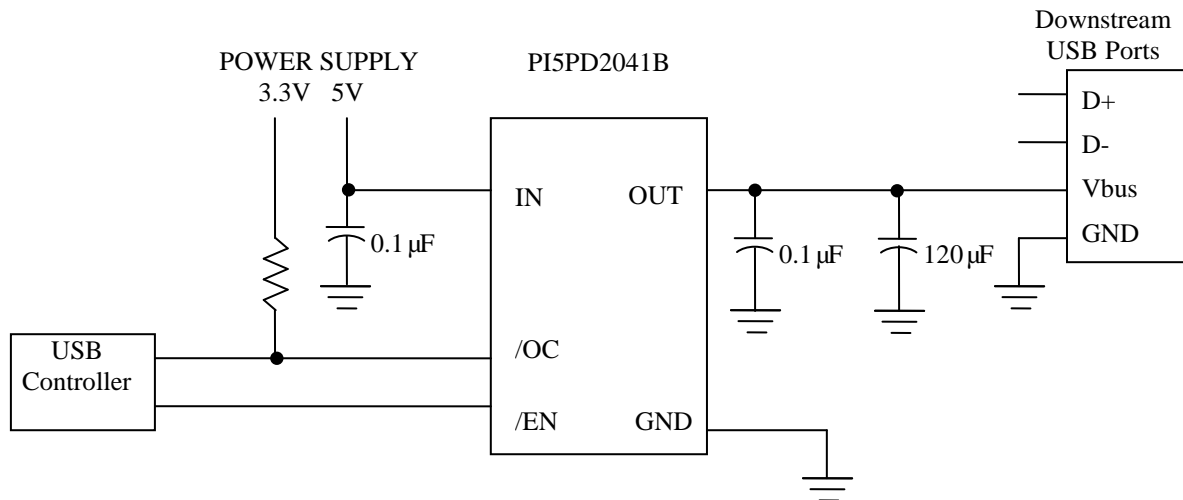 Downstream
USB Ports
POWER SUPPLY
3.3V 5V
PI5PD2041B
D+
D-
IN
OUT
Vbus
0.1 µF
0.1 µF
120 µF
GND
USB
Controller
/OC
/EN
GND